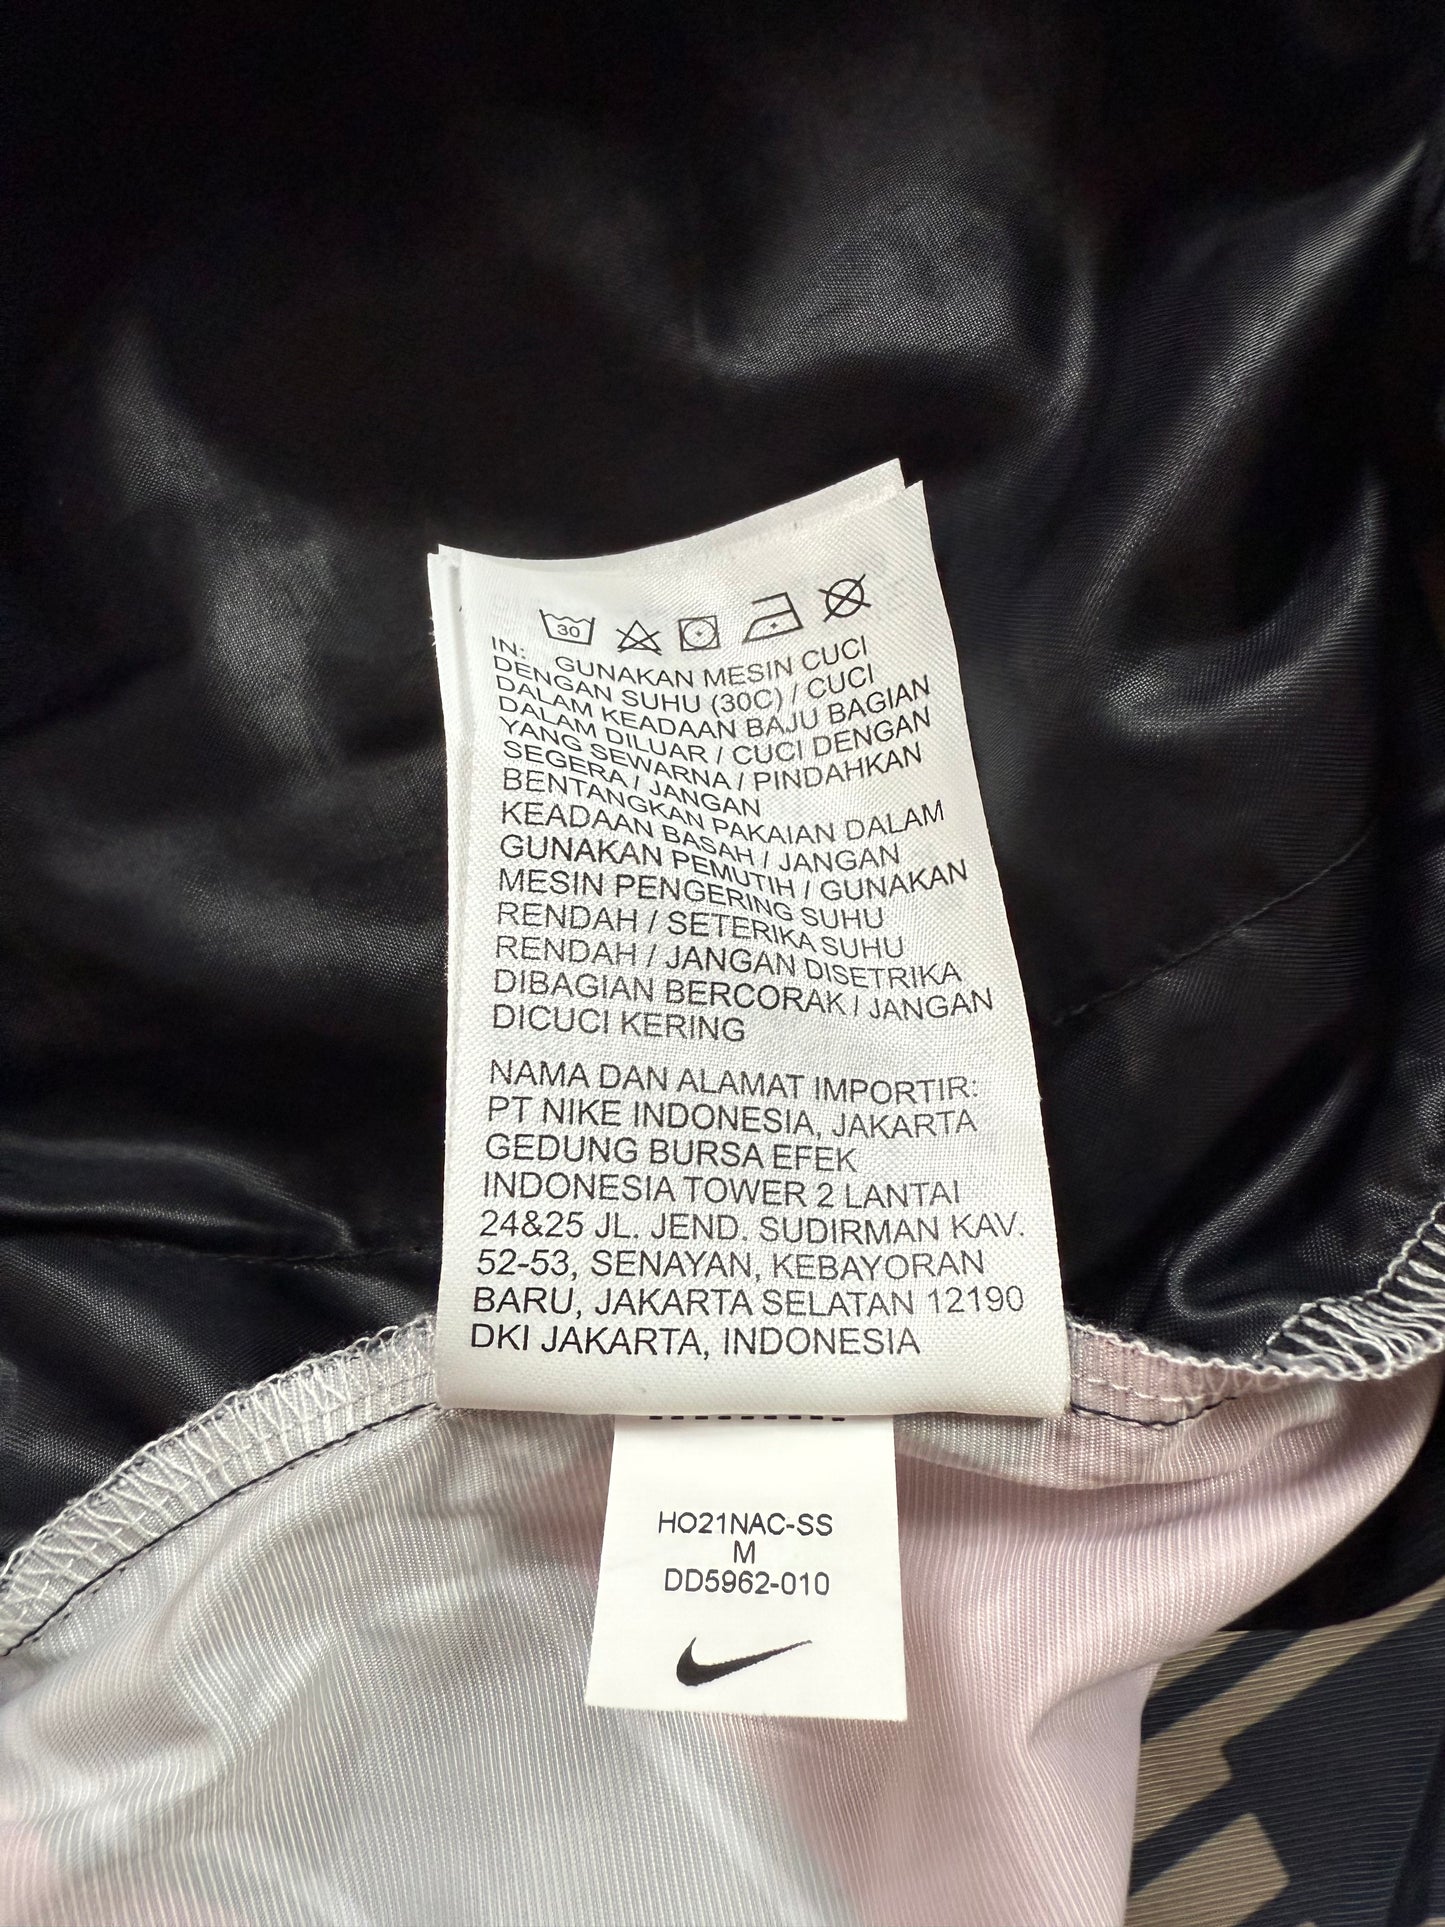 30
IN: GUNAKAN MESIN CUCI
DENGAN SUHU (30C) / CUCI
DALAM KEADAAN BAJU BAGIAN
DALAM DILUAR / CUCI DENGAN
YANG SEWARNA / PINDAHKAN
SEGERA / JANGAN
BENTANGKAN PAKAIAN DALAM
KEADAAN BASAH / JANGAN
GUNAKAN PEMUTIH / GUNAKAN
MESIN PENGERING SUHU
RENDAH / SETERIKA SUHU
RENDAH / JANGAN DISETRIKA
DIBAGIAN BERCORAK / JANGAN
DICUCI KERING
NAMA DAN ALAMAT IMPORTIR:
PT NIKE INDONESIA, JAKARTA
GEDUNG BURSA EFEK
INDONESIA TOWER 2 LANTAI
24&25 JL. JEND. SUDIRMAN KAV.
52-53, SENAYAN, KEBAYORAN
BARU, JAKARTA SELATAN 12190
DKI JAKARTA, INDONESIA
HO21NAC-SS
M
DD5962-010